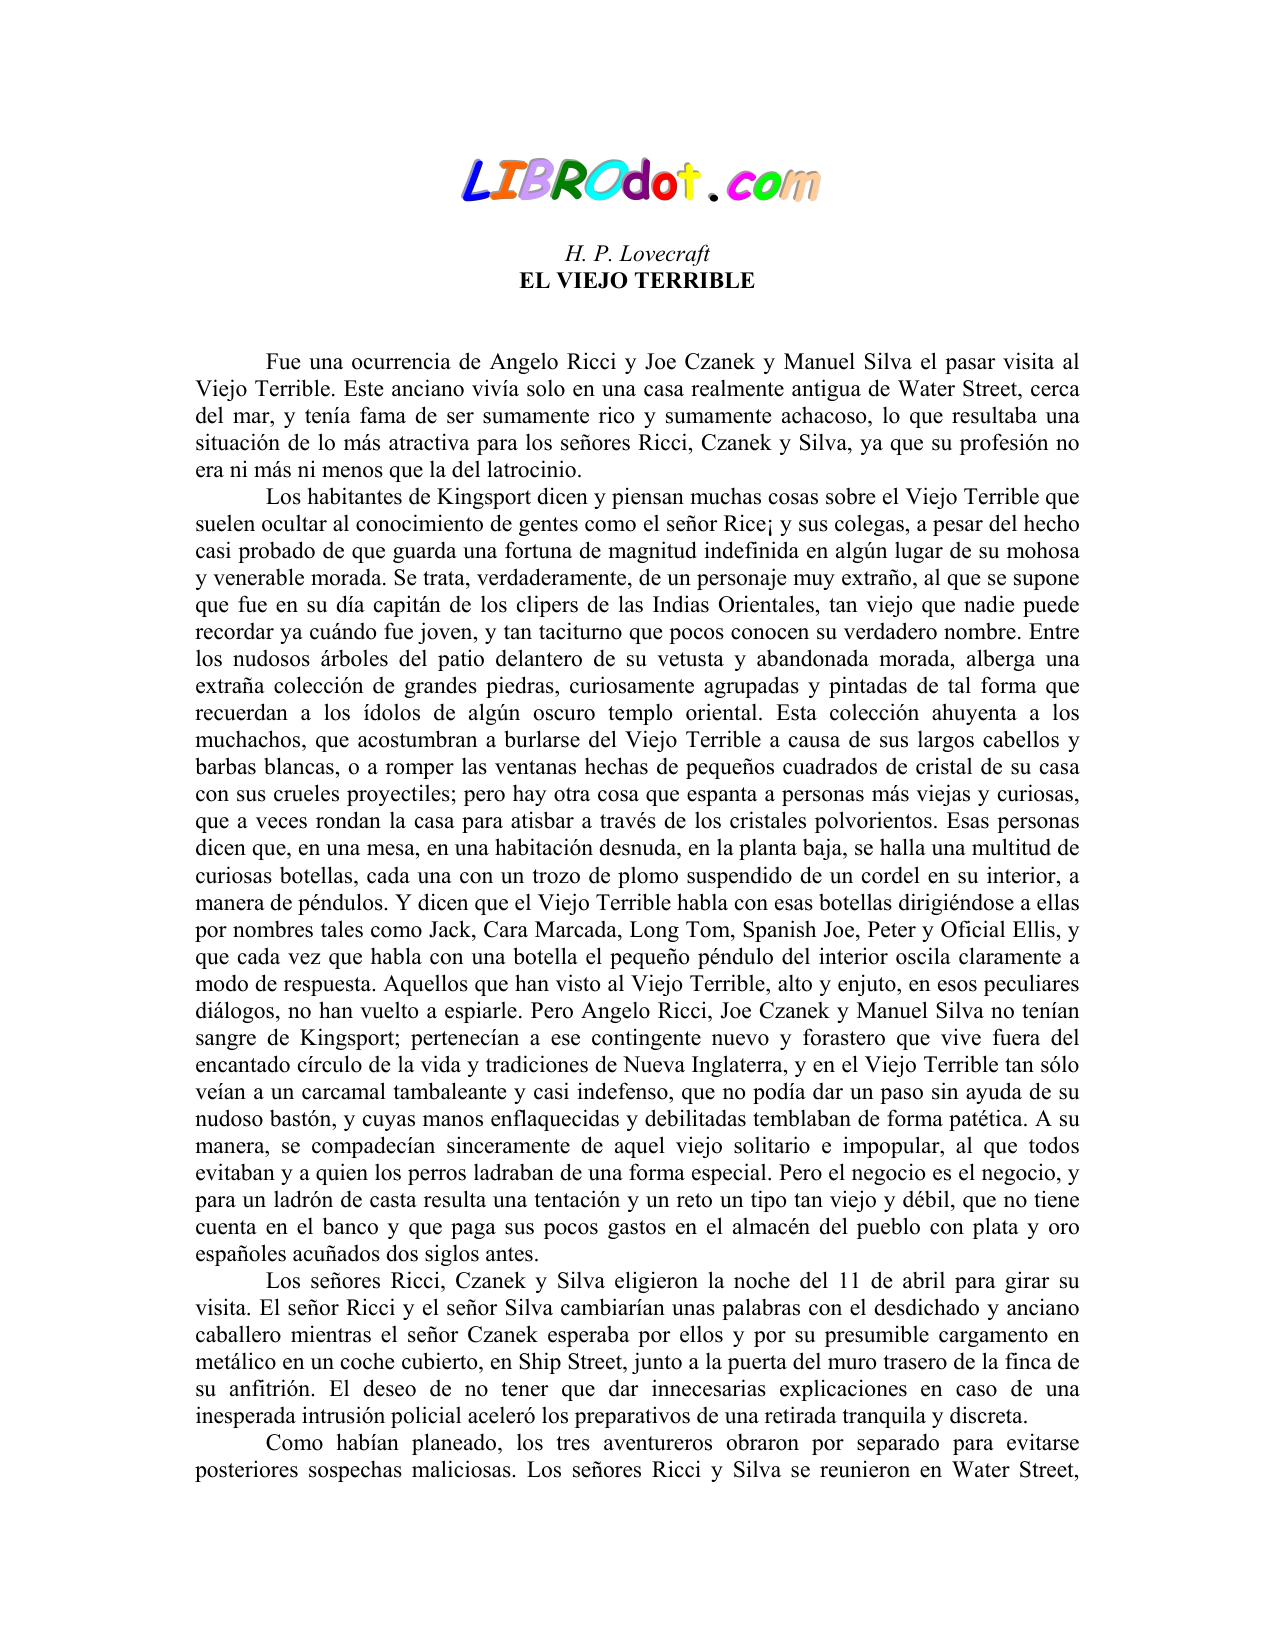 LIBROdot.com
H. P. Lovecraft
EL VIEJO TERRIBLE
Fue una ocurrencia de Angelo Ricci y Joe Czanek y Manuel Silva el pasar visita al
Viejo Terrible. Este anciano vivía solo en una casa realmente antigua de Water Street, cerca
del mar, y tenía fama de ser sumamente rico y sumamente achacoso, lo que resultaba una
situación de lo más atractiva para los señores Ricci, Czanek y Silva, ya que su profesión no
era ni más ni menos que la del latrocinio.
Los habitantes de Kingsport dicen y piensan muchas cosas sobre el Viejo Terrible que
suelen ocultar al conocimiento de gentes como el señor Rice¡ y sus colegas, a pesar del hecho
casi probado de que guarda una fortuna de magnitud indefinida en algún lugar de su mohosa
y venerable morada. Se trata, verdaderamente, de un personaje muy extraño, al que se supone
que fue en su día capitán de los clipers de las Indias Orientales, tan viejo que nadie puede
recordar ya cuándo fue joven, y tan taciturno que pocos conocen su verdadero nombre. Entre
los nudosos árboles del patio delantero de su vetusta y abandonada morada, alberga una
extraña colección de grandes piedras, curiosamente agrupadas y pintadas de tal forma que
recuerdan a los ídolos de algún oscuro templo oriental. Esta colección ahuyenta a los
muchachos, que acostumbran a burlarse del Viejo Terrible a causa de sus largos cabellos y
barbas blancas, o a romper las ventanas hechas de pequeños cuadrados de cristal de su casa
con sus crueles proyectiles; pero hay otra cosa que espanta a personas más viejas y curiosas,
que a veces rondan la casa para atisbar a través de los cristales polvorientos. Esas personas
dicen que, en una mesa, en una habitación desnuda, en la planta baja, se halla una multitud de
curiosas botellas, cada una con un trozo de plomo suspendido de un cordel en su interior, a
manera de péndulos. Y dicen que el Viejo Terrible habla con esas botellas dirigiéndose a ellas
por nombres tales como Jack, Cara Marcada, Long Tom, Spanish Joe, Peter y Oficial Ellis, y
que cada vez que habla con una botella el pequeño péndulo del interior oscila claramente a
modo de respuesta. Aquellos que han visto al Viejo Terrible, alto y enjuto, en esos peculiares
diálogos, no han vuelto a espiarle. Pero Angelo Ricci, Joe Czanek y Manuel Silva no tenían
sangre de Kingsport; pertenecían a ese contingente nuevo y forastero que vive fuera del
encantado círculo de la vida y tradiciones de Nueva Inglaterra, y en el Viejo Terrible tan sólo
veían a un carcamal tambaleante y casi indefenso, que no podía dar un paso sin ayuda de su
nudoso bastón, y cuyas manos enflaquecidas y debilitadas temblaban de forma patética. A su
manera, se compadecían sinceramente de aquel viejo solitario e impopular, al que todos
evitaban y a quien los perros ladraban de una forma especial. Pero el negocio es el negocio, y
para un ladrón de casta resulta una tentación y un reto un tipo tan viejo y débil, que no tiene
cuenta en el banco y que paga sus pocos gastos en el almacén del pueblo con plata y oro
españoles acuñados dos siglos antes.
Los señores Ricci, Czanek y Silva eligieron la noche del 11 de abril para girar su
visita. El señor Ricci y el señor Silva cambiarían unas palabras con el desdichado y anciano
caballero mientras el señor Czanek esperaba por ellos y por su presumible cargamento en
metálico en un coche cubierto, en Ship Street, junto a la puerta del muro trasero de la finca de
su anfitrión. El deseo de no tener que dar innecesarias explicaciones en caso de una
inesperada intrusión policial aceleró los preparativos de una retirada tranquila y discreta.
Como habían planeado, los tres aventureros obraron por separado para evitarse
posteriores sospechas maliciosas. Los señores Ricci y Silva se reunieron en Water Street,